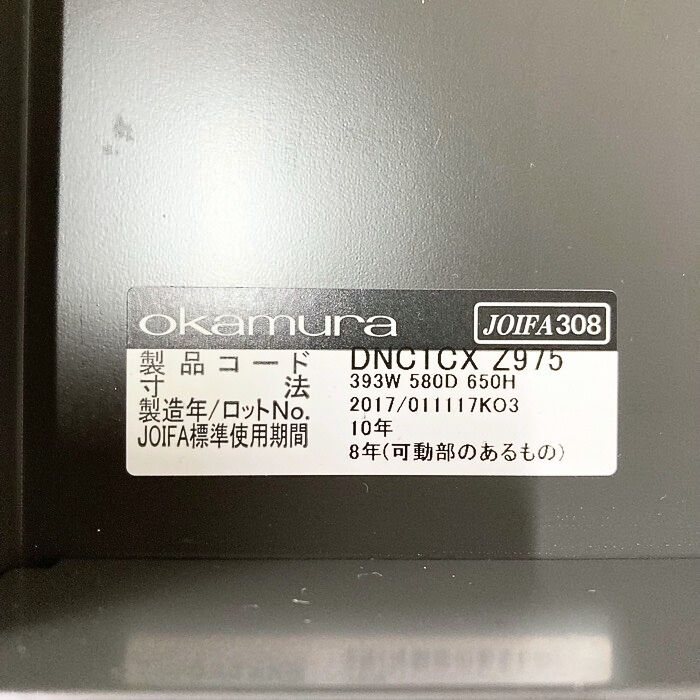 okamura JOIFA308
製品コード DNC1CX Z975
寸法 393W 580D 650H
製造年/ロットNo. 2017/011117KO3
JOIFA標準使用期間 10年
8年(可動部のあるもの)